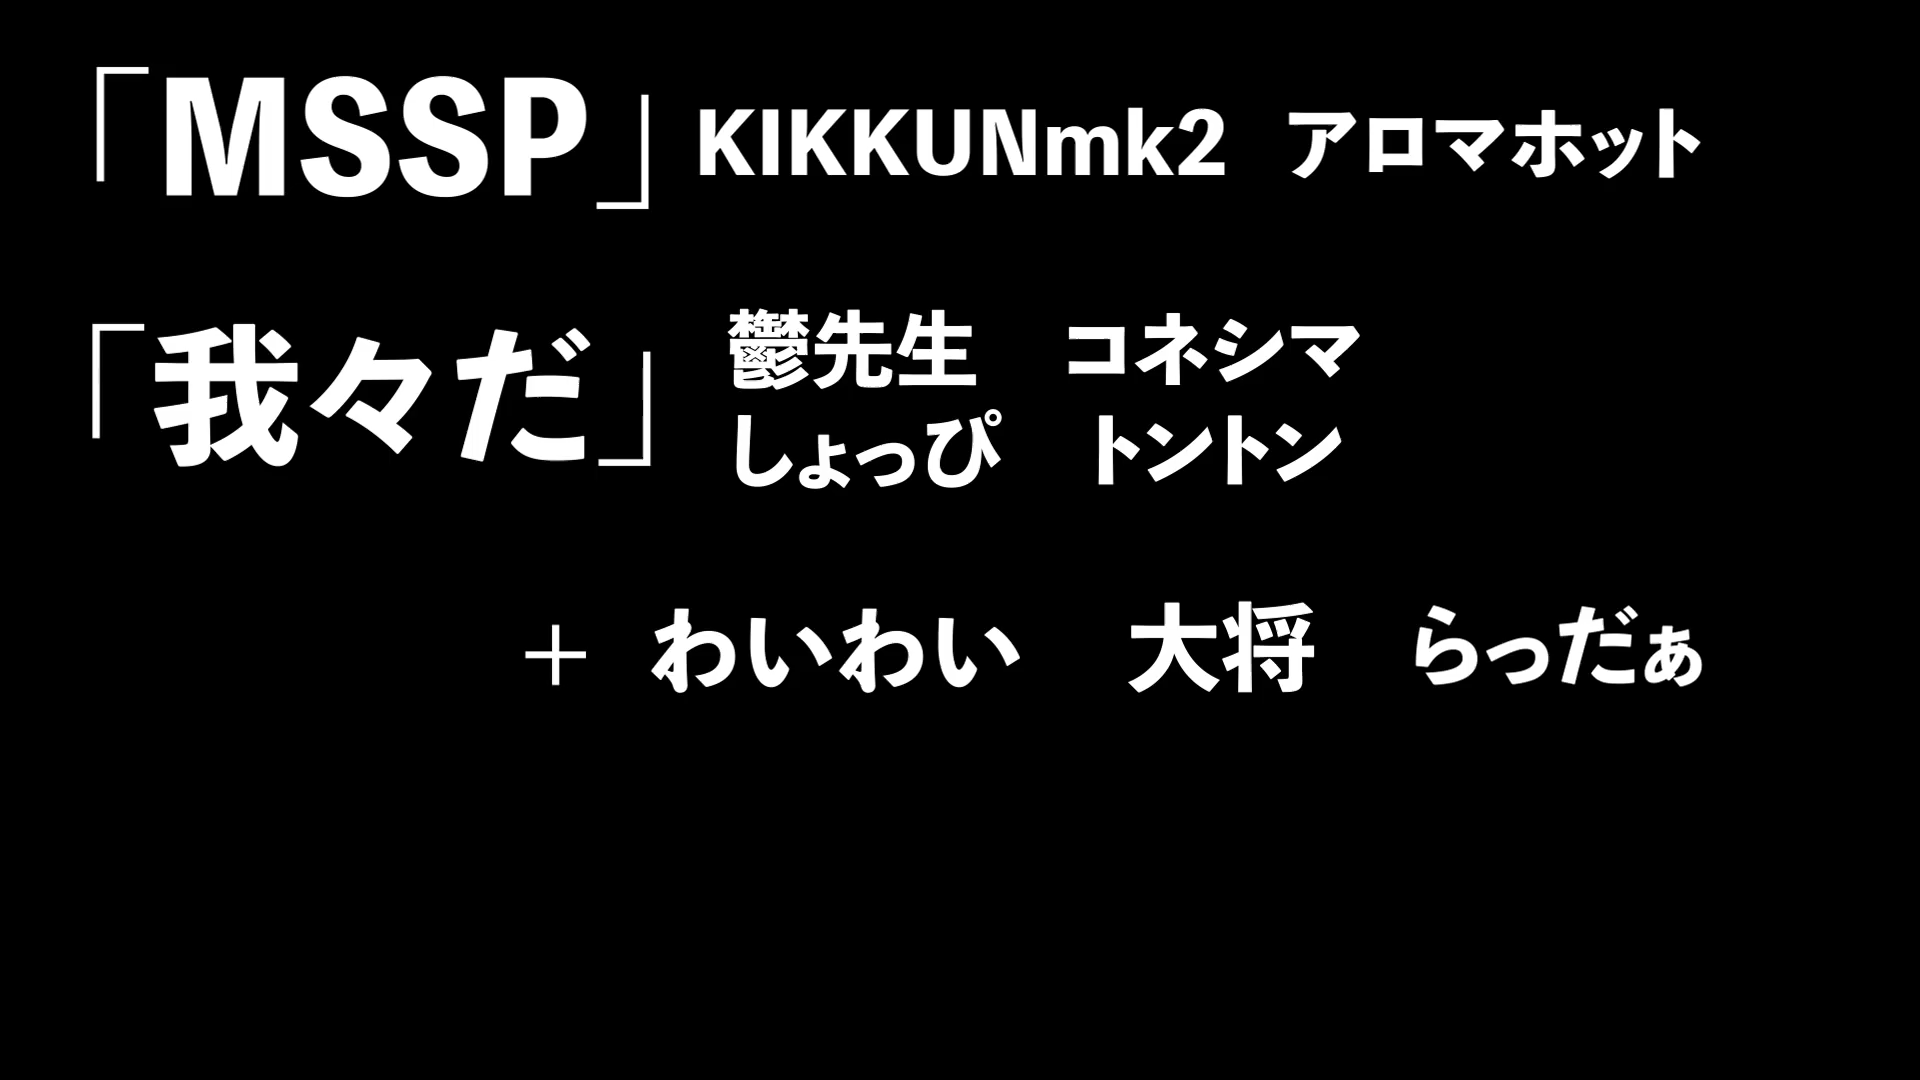 「MSSP」 KIKKUNmk2 アロマホット
「我々だ」 鬱先生 コネシマ
しょっぴ トントン
+ わいわい 大将 らっだぁ